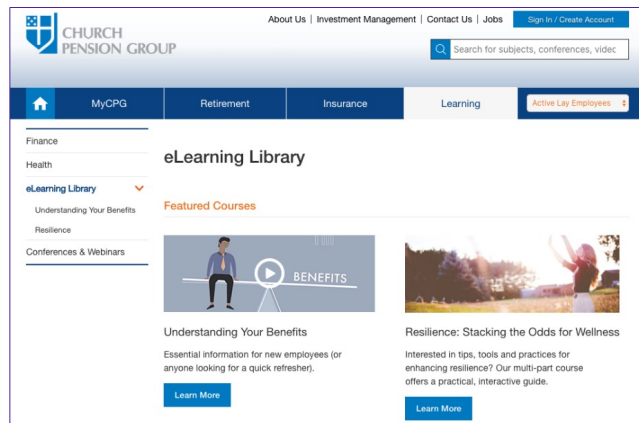 CHURCH
PENSION GROUP
About Us | Investment Management | Contact Us | Jobs
Sign In / Create Account
Search for subjects, conferences, videc
MyCPG
Retirement
Insurance
Learning
Active Lay Employees
Finance
Health
eLearning Library
Understanding Your Benefits
Resilience
Conferences & Webinars
eLearning Library
Featured Courses
BENEFITS
Understanding Your Benefits
Essential information for new employees (or
anyone looking for a quick refresher).
Learn More
Resilience: Stacking the Odds for Wellness
Interested in tips, tools and practices for
enhancing resilience? Our multi-part course
offers a practical, interactive guide.
Learn More